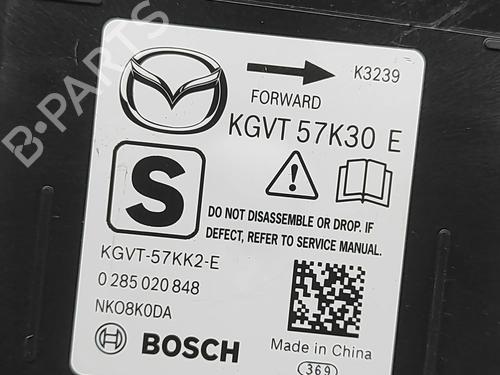 B-PARTS
K3239
FORWARD
KGVT 57K30 E
S
DO NOT DISASSEMBLE OR DROP. IF
DEFECT, REFER TO SERVICE MANUAL.
KGVT-57KK2-E
0 285 020 848
NKO8K0DA
BOSCH
Made in China
369